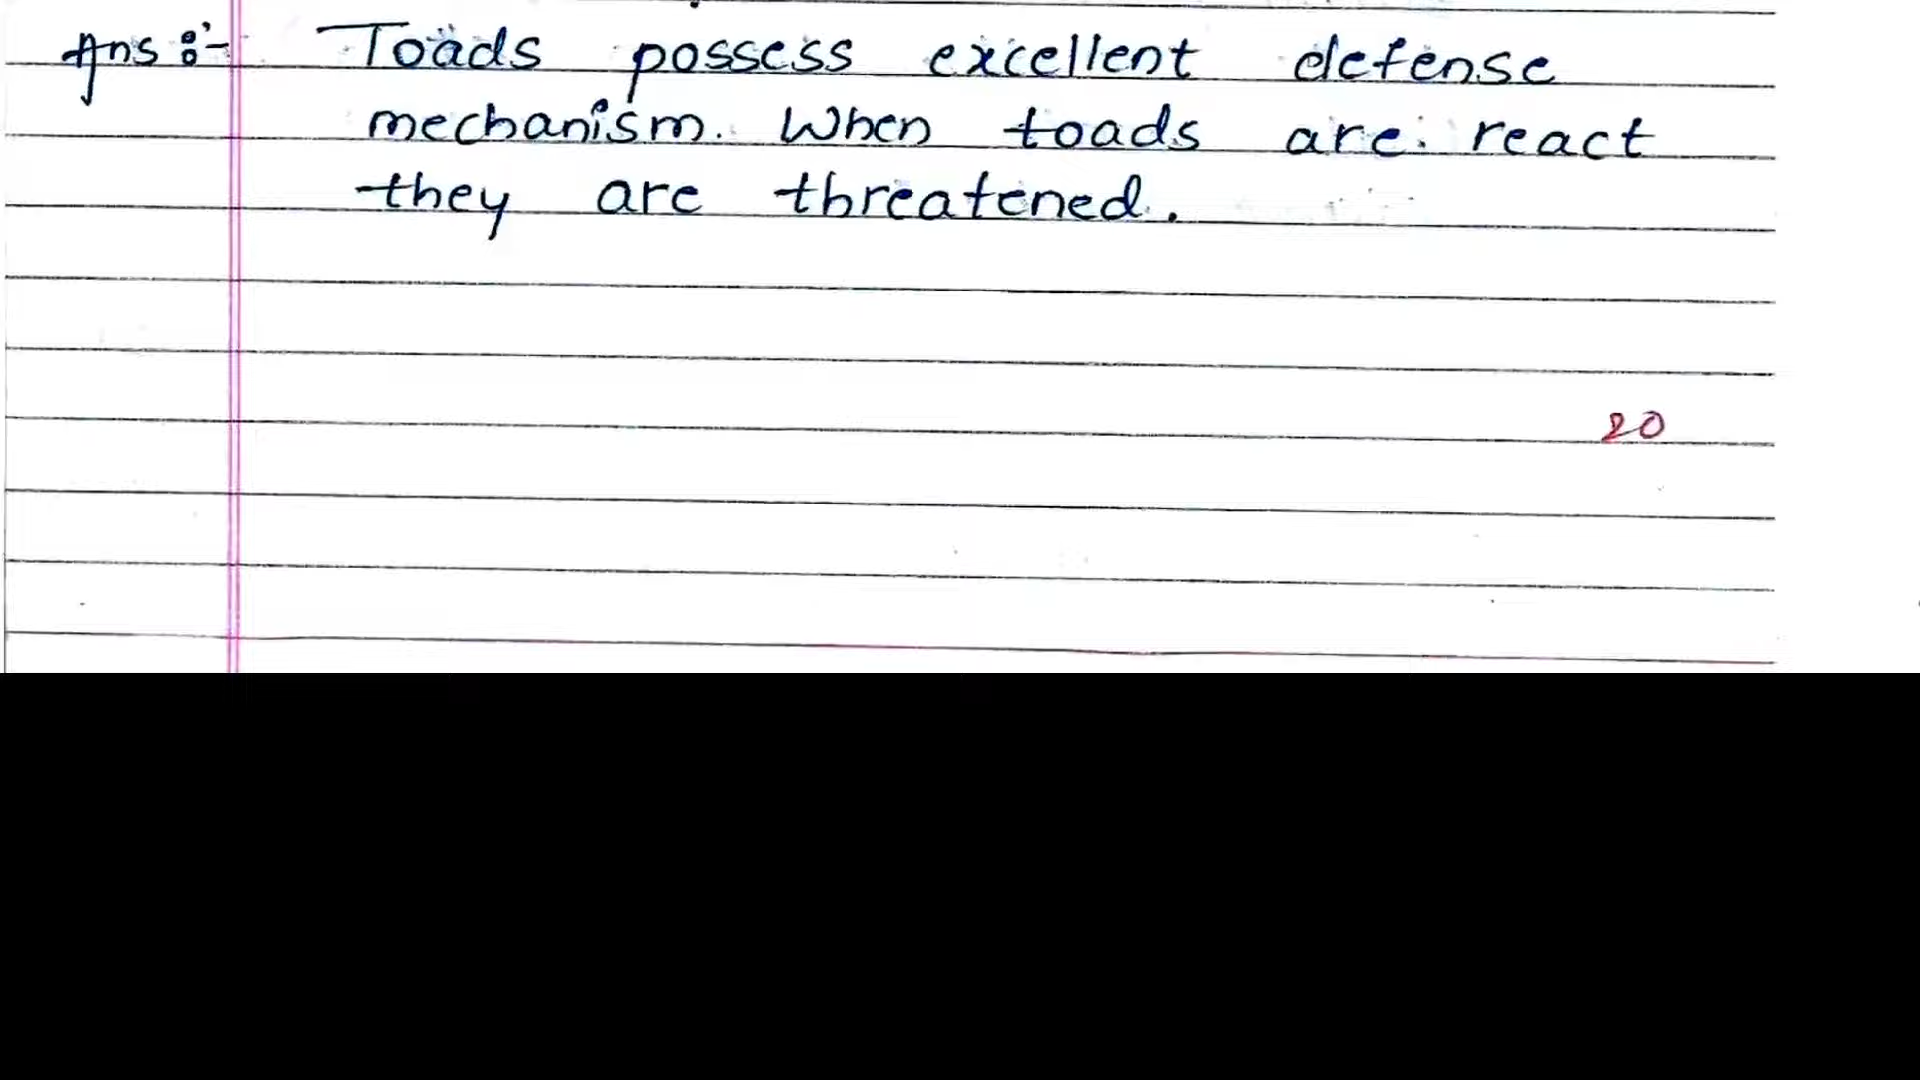 Ans :- Toads possess excellent defense
mechanism. When toads are. react
they are threatened.
20